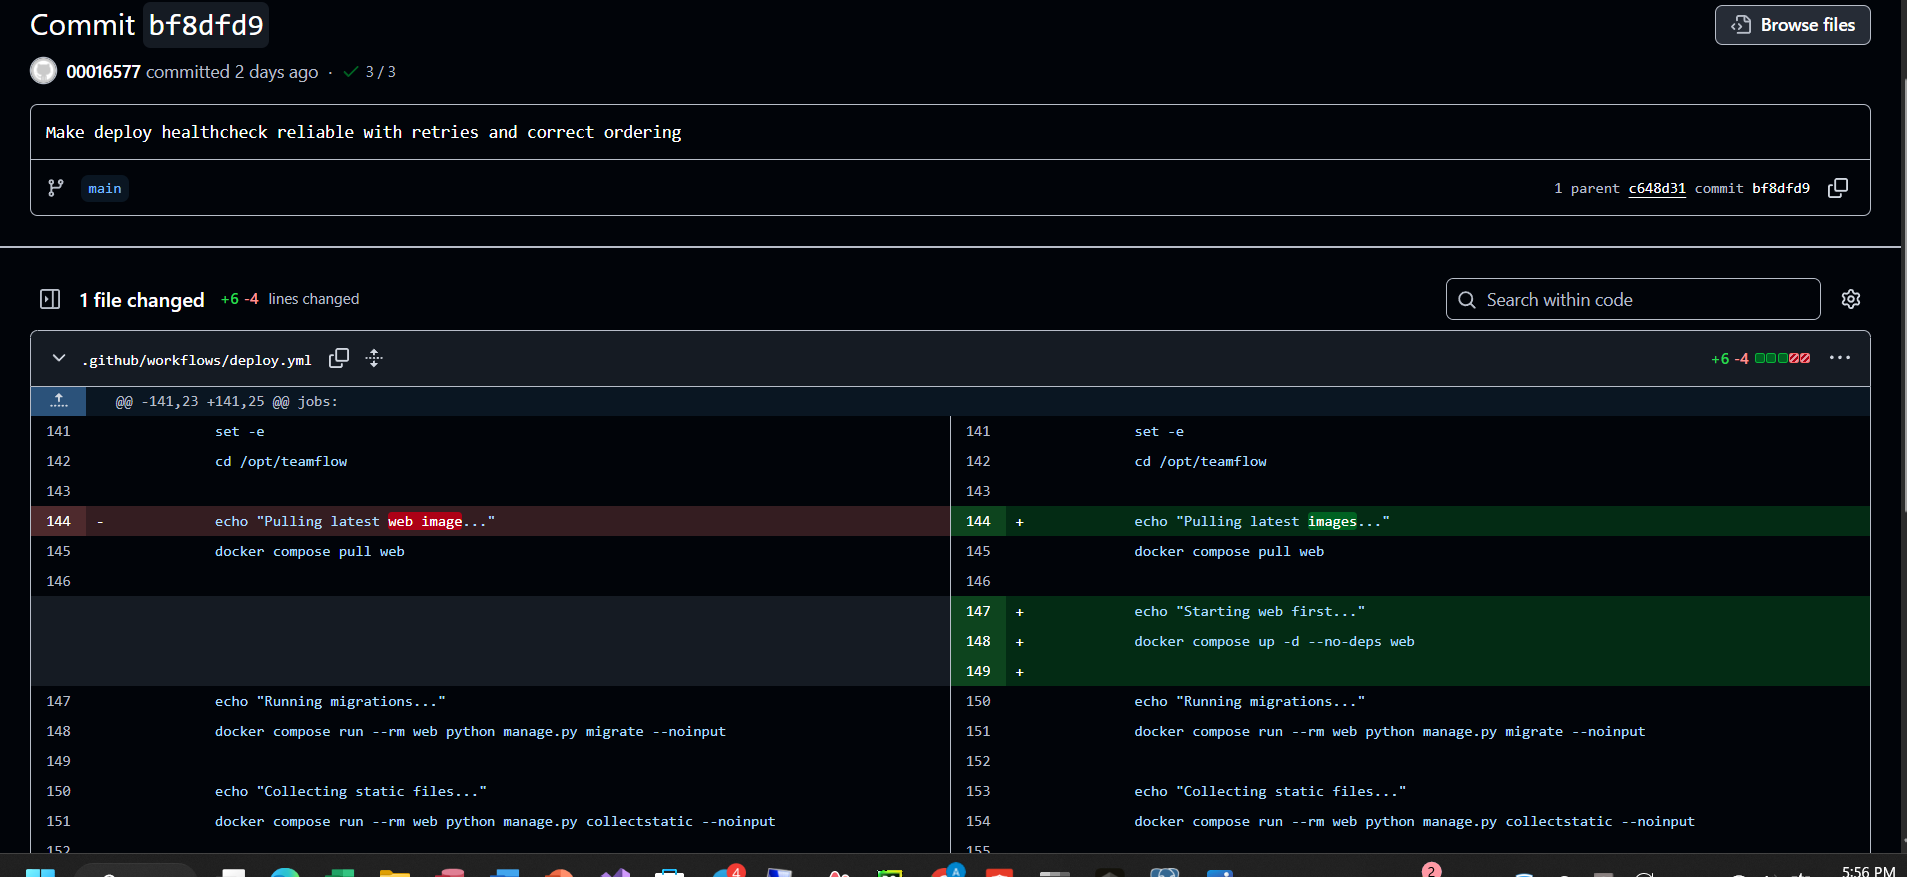 Commit bf8dfd9
Browse files
00016577 committed 2 days ago · 3 / 3
Make deploy healthcheck reliable with retries and correct ordering
main
1 parent c648d31 commit bf8dfd9
1 file changed +6 -4 lines changed
Search within code
.github/workflows/deploy.yml
+6 -4
@@ -141,23 +141,25 @@ jobs:
141 set -e
142 cd /opt/teamflow
143
144 - echo "Pulling latest web image..."
145 docker compose pull web
146
147 echo "Running migrations..."
148 docker compose run --rm web python manage.py migrate --noinput
149
150 echo "Collecting static files..."
151 docker compose run --rm web python manage.py collectstatic --noinput
152
141 set -e
142 cd /opt/teamflow
143
144 + echo "Pulling latest images..."
145 docker compose pull web
146
147 + echo "Starting web first..."
148 + docker compose up -d --no-deps web
149 +
150 echo "Running migrations..."
151 docker compose run --rm web python manage.py migrate --noinput
152
153 echo "Collecting static files..."
154 docker compose run --rm web python manage.py collectstatic --noinput
155
4
A
2
5:56 PM